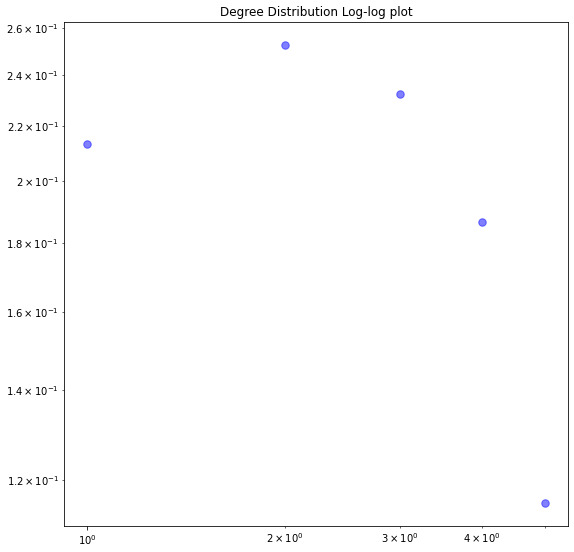 Degree Distribution Log-log plot
2.6 × 10⁻¹
2.4 × 10⁻¹
2.2 × 10⁻¹
2 × 10⁻¹
1.8 × 10⁻¹
1.6 × 10⁻¹
1.4 × 10⁻¹
1.2 × 10⁻¹
10⁰ 2 × 10⁰ 3 × 10⁰ 4 × 10⁰